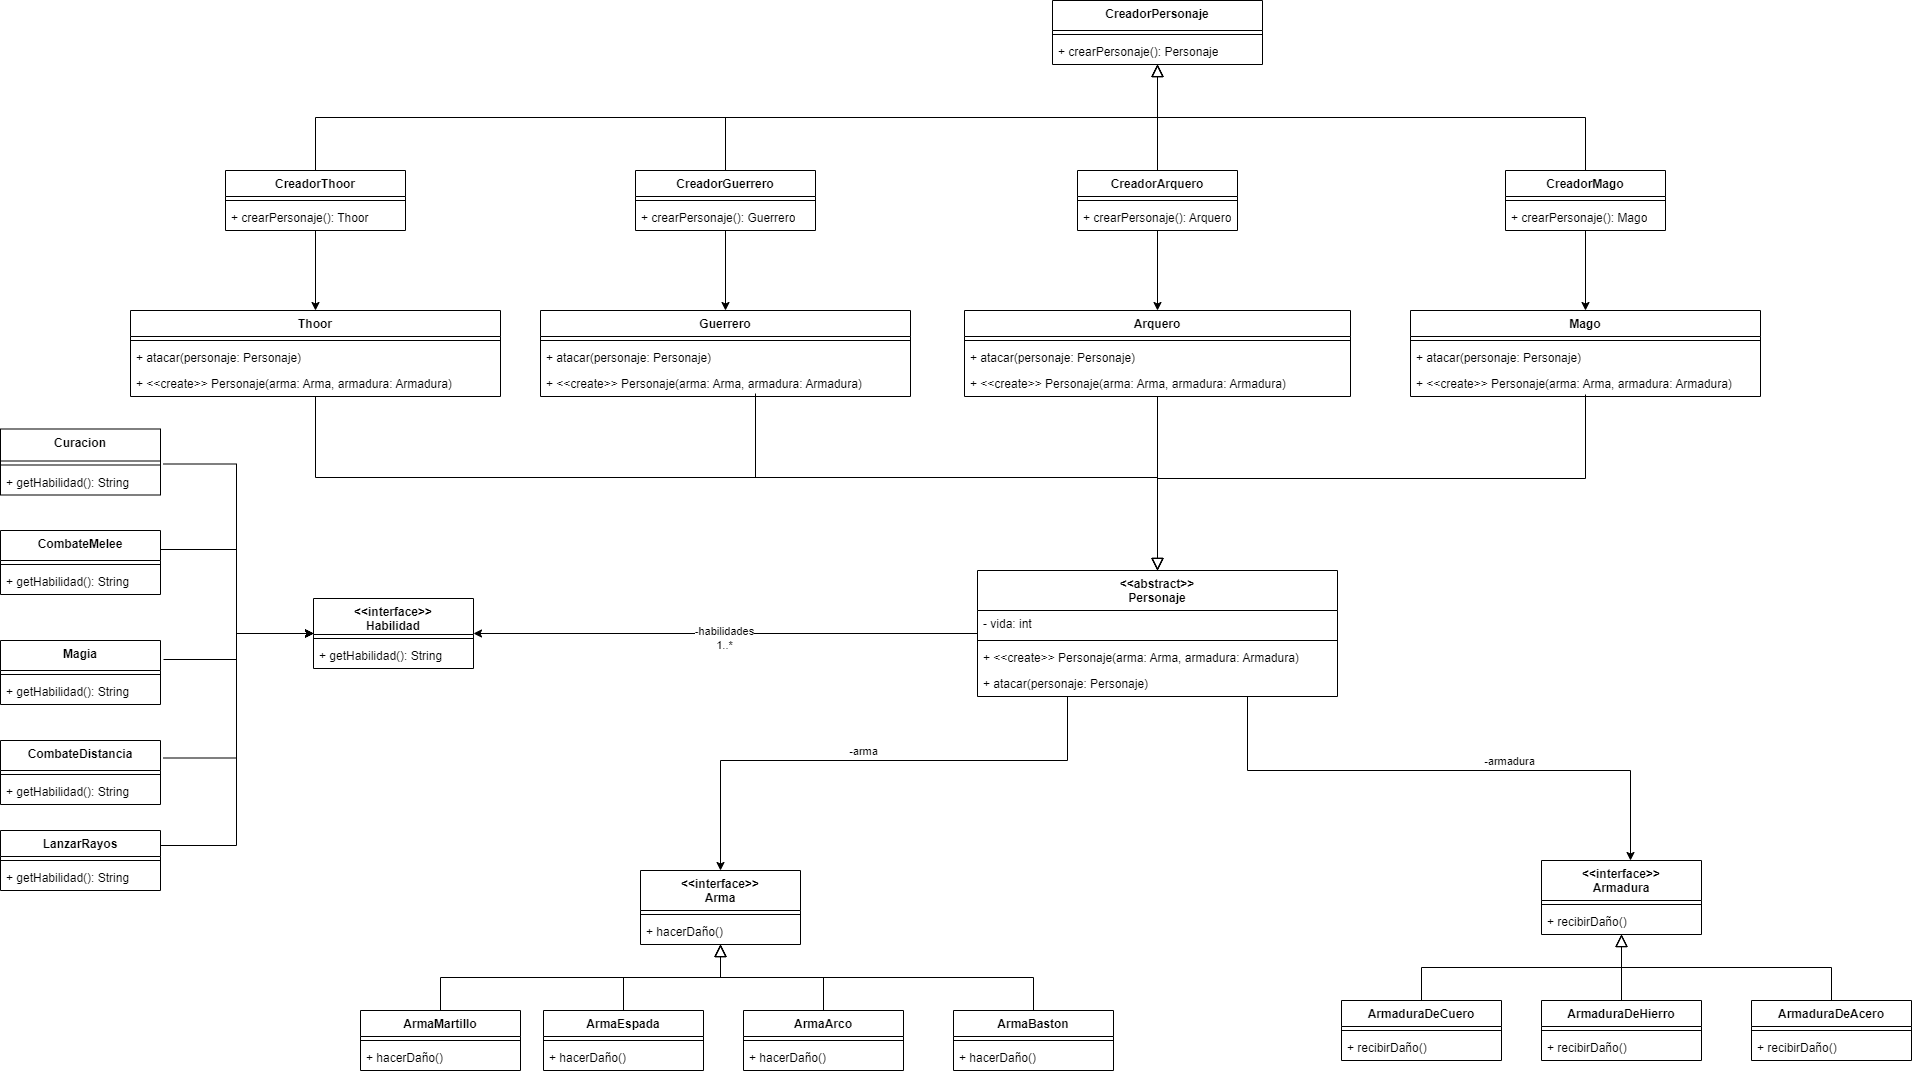 CreadorPersonaje
+ crearPersonaje(): Personaje
CreadorThoor
+ crearPersonaje(): Thoor
CreadorGuerrero
+ crearPersonaje(): Guerrero
CreadorArquero
+ crearPersonaje(): Arquero
CreadorMago
+ crearPersonaje(): Mago
Thoor
+ atacar(personaje: Personaje)
+ <<create>> Personaje(arma: Arma, armadura: Armadura)
Guerrero
+ atacar(personaje: Personaje)
+ <<create>> Personaje(arma: Arma, armadura: Armadura)
Arquero
+ atacar(personaje: Personaje)
+ <<create>> Personaje(arma: Arma, armadura: Armadura)
Mago
+ atacar(personaje: Personaje)
+ <<create>> Personaje(arma: Arma, armadura: Armadura)
Curacion
+ getHabilidad(): String
CombateMelee
+ getHabilidad(): String
Magia
+ getHabilidad(): String
CombateDistancia
+ getHabilidad(): String
LanzarRayos
+ getHabilidad(): String
<<interface>>
Habilidad
+ getHabilidad(): String
-habilidades
1..*
<<abstract>>
Personaje
- vida: int
+ <<create>> Personaje(arma: Arma, armadura: Armadura)
+ atacar(personaje: Personaje)
-arma
-armadura
<<interface>>
Arma
+ hacerDaño()
<<interface>>
Armadura
+ recibirDaño()
ArmaMartillo
+ hacerDaño()
ArmaEspada
+ hacerDaño()
ArmaArco
+ hacerDaño()
ArmaBaston
+ hacerDaño()
ArmaduraDeCuero
+ recibirDaño()
ArmaduraDeHierro
+ recibirDaño()
ArmaduraDeAcero
+ recibirDaño()